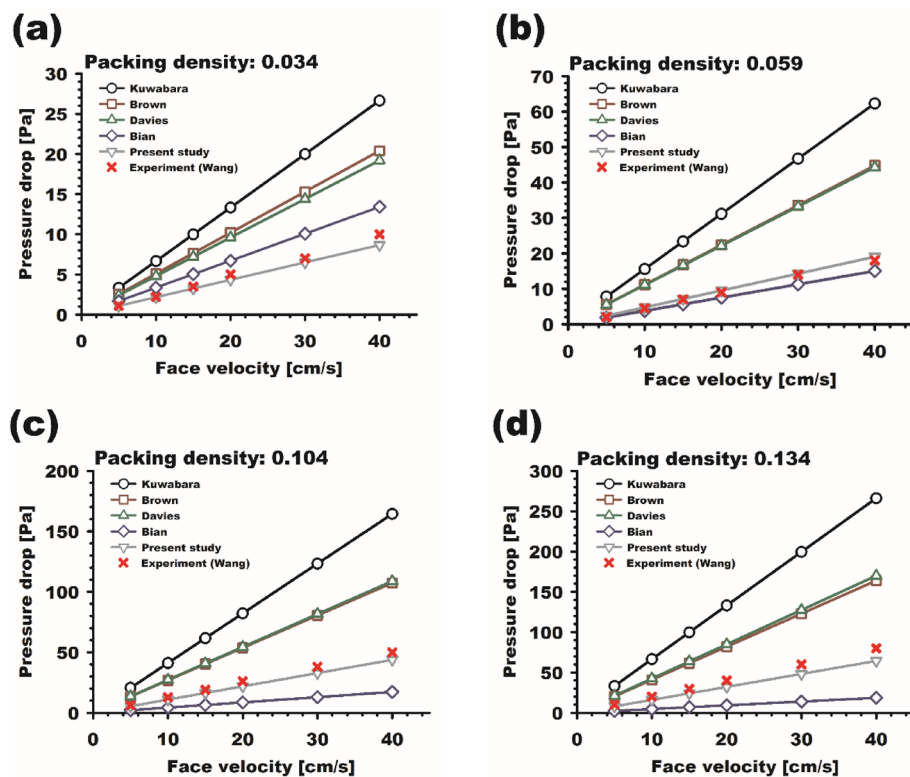 (a)
Packing density: 0.034
Pressure drop [Pa]
30
25
20
15
10
5
0
Kuwabara
Brown
Davies
Bian
Present study
Experiment (Wang)
0 10 20 30 40
Face velocity [cm/s]
(b)
Packing density: 0.059
Pressure drop [Pa]
70
60
50
40
30
20
10
0
Kuwabara
Brown
Davies
Bian
Present study
Experiment (Wang)
0 10 20 30 40
Face velocity [cm/s]
(c)
Packing density: 0.104
Pressure drop [Pa]
200
150
100
50
0
Kuwabara
Brown
Davies
Bian
Present study
Experiment (Wang)
0 10 20 30 40
Face velocity [cm/s]
(d)
Packing density: 0.134
Pressure drop [Pa]
300
250
200
150
100
50
0
Kuwabara
Brown
Davies
Bian
Present study
Experiment (Wang)
0 10 20 30 40
Face velocity [cm/s]